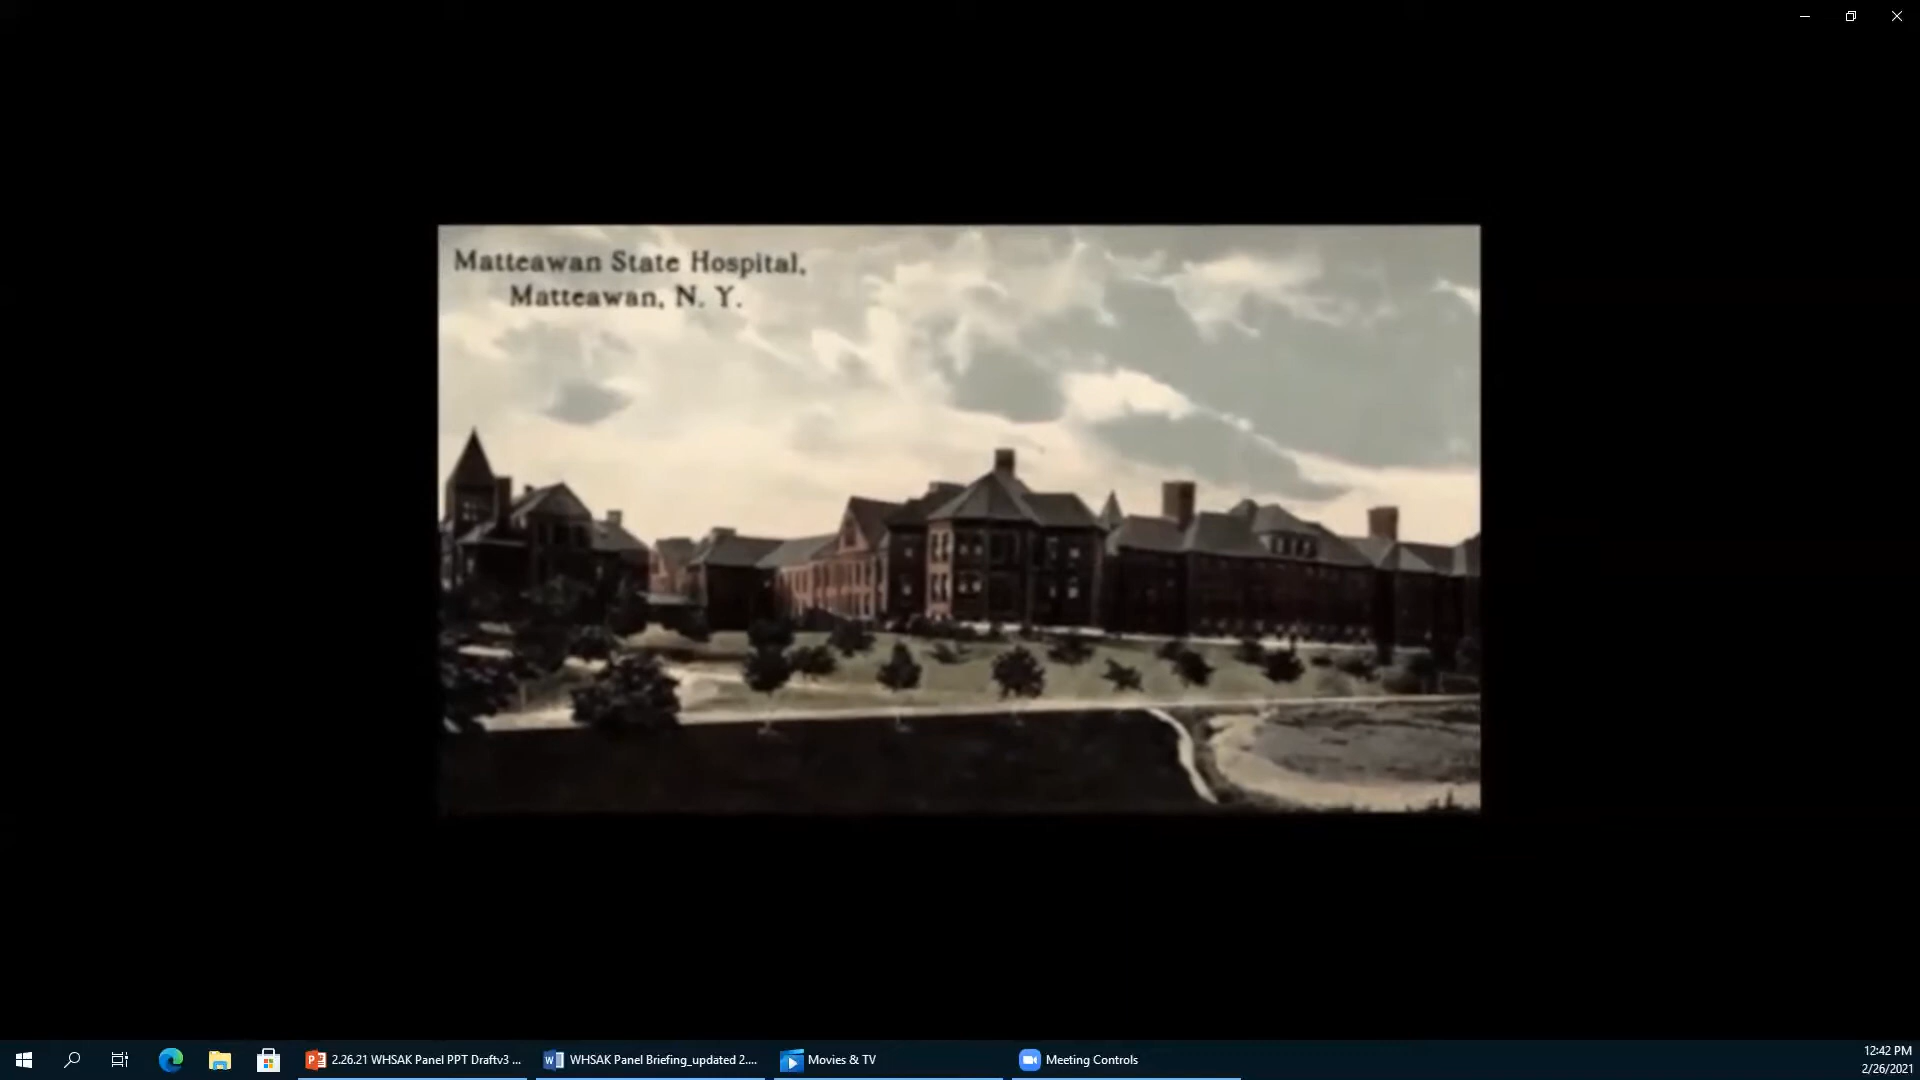 Matteawan State Hospital,
Matteawan, N. Y.
2.26.21 WHSAK Panel PPT Draftv3 ...
WHSAK Panel Briefing_updated 2....
Movies & TV
Meeting Controls
12:42 PM
2/26/2021